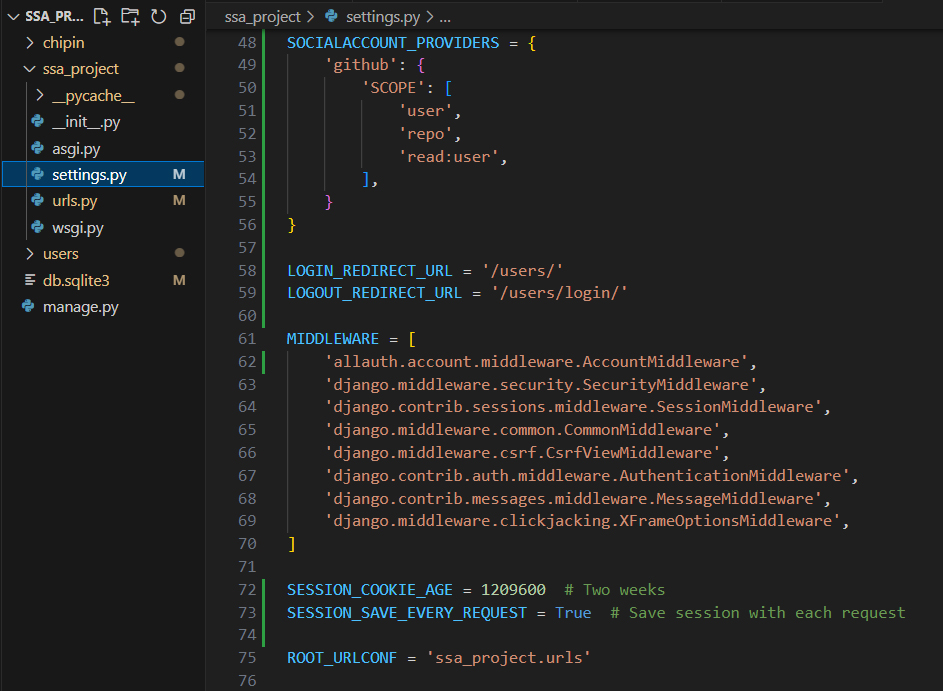 SSA_PR...
chipin
ssa_project
__pycache__
__init__.py
asgi.py
settings.py M
urls.py M
wsgi.py
users
db.sqlite3 M
manage.py
ssa_project > settings.py > ...
48 SOCIALACCOUNT_PROVIDERS = {
49     'github': {
50         'SCOPE': [
51             'user',
52             'repo',
53             'read:user',
54         ],
55     }
56 }
57
58 LOGIN_REDIRECT_URL = '/users/'
59 LOGOUT_REDIRECT_URL = '/users/login/'
60
61 MIDDLEWARE = [
62     'allauth.account.middleware.AccountMiddleware',
63     'django.middleware.security.SecurityMiddleware',
64     'django.contrib.sessions.middleware.SessionMiddleware',
65     'django.middleware.common.CommonMiddleware',
66     'django.middleware.csrf.CsrfViewMiddleware',
67     'django.contrib.auth.middleware.AuthenticationMiddleware',
68     'django.contrib.messages.middleware.MessageMiddleware',
69     'django.middleware.clickjacking.XFrameOptionsMiddleware',
70 ]
71
72 SESSION_COOKIE_AGE = 1209600  # Two weeks
73 SESSION_SAVE_EVERY_REQUEST = True  # Save session with each request
74
75 ROOT_URLCONF = 'ssa_project.urls'
76